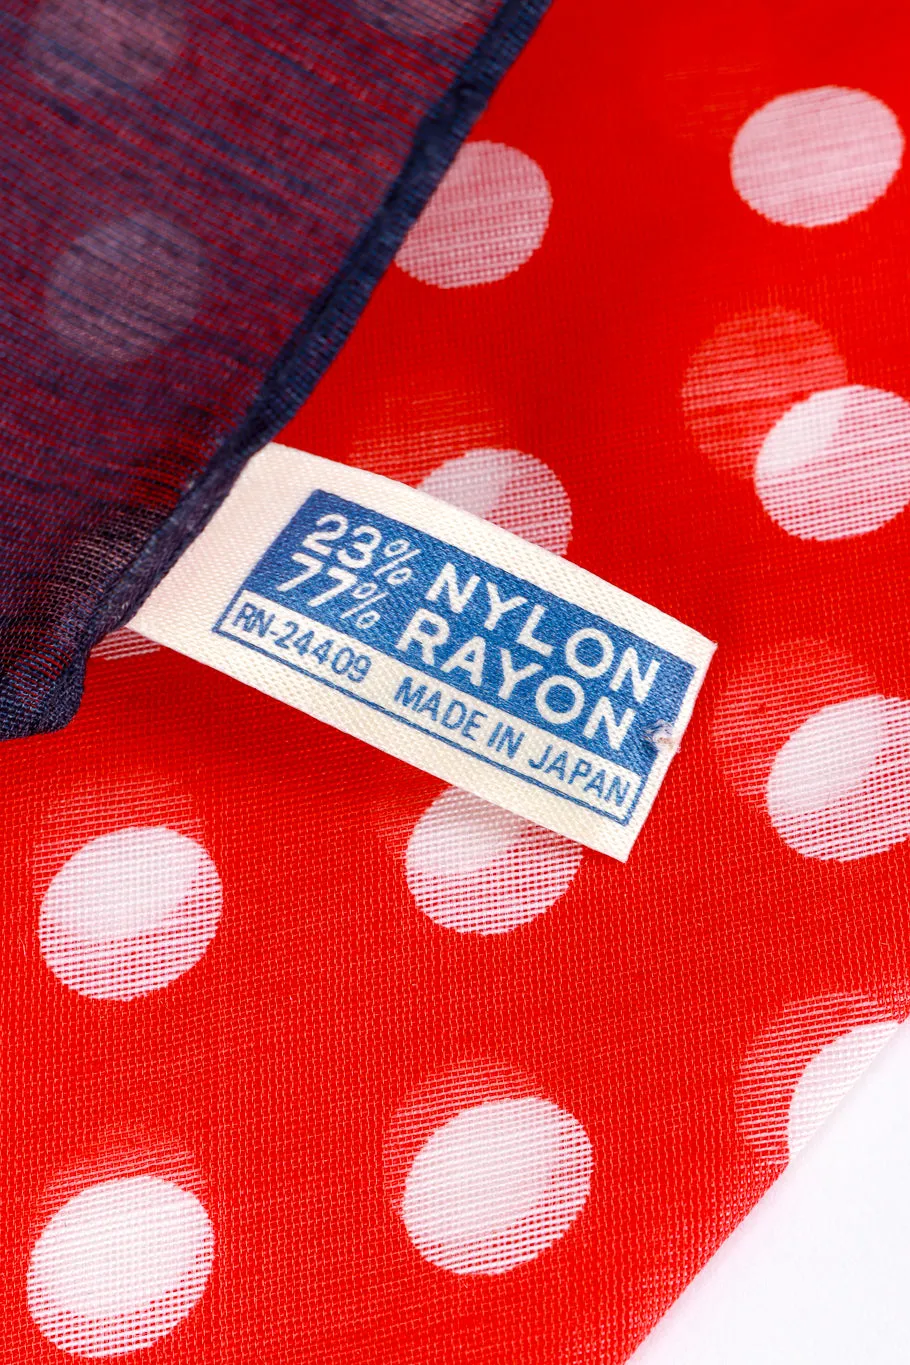 23% NYLON
77% RAYON
RN-24409 MADE IN JAPAN